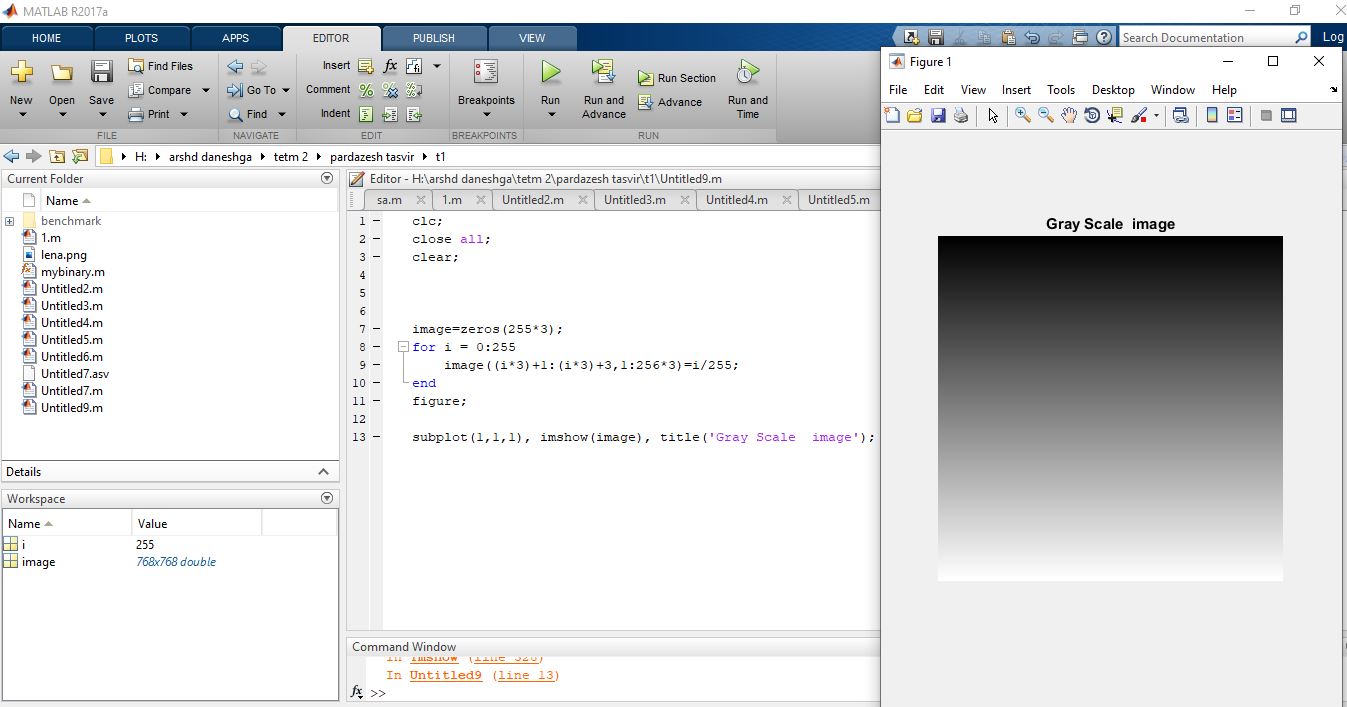 MATLAB R2017a
HOME PLOTS APPS EDITOR PUBLISH VIEW
Search Documentation
Log
New
Open
Save
Find Files
Compare
Print
FILE
Go To
Find
NAVIGATE
Insert
Comment
Indent
EDIT
Breakpoints
BREAKPOINTS
Run
Run and
Advance
Run Section
Advance
Run and
Time
RUN
H: arshd daneshga tetm 2 pardazesh tasvir t1
Current Folder
Name
benchmark
1.m
lena.png
mybinary.m
Untitled2.m
Untitled3.m
Untitled4.m
Untitled5.m
Untitled6.m
Untitled7.asv
Untitled7.m
Untitled9.m
Details
Workspace
Name Value
i 255
image 768x768 double
Editor - H:\arshd daneshga\tetm 2\pardazesh tasvir\t1\Untitled9.m
sa.m 1.m Untitled2.m Untitled3.m Untitled4.m Untitled5.m
1 clc;
2 close all;
3 clear;
4
5
6
7 image=zeros(255*3);
8 for i = 0:255
9 image((i*3)+1:(i*3)+3,1:256*3)=i/255;
10 end
11 figure;
12
13 subplot(1,1,1), imshow(image), title('Gray Scale  image');
Command Window
In imshow (line 328)
In Untitled9 (line 13)
fx >>
Figure 1
File Edit View Insert Tools Desktop Window Help
Gray Scale  image